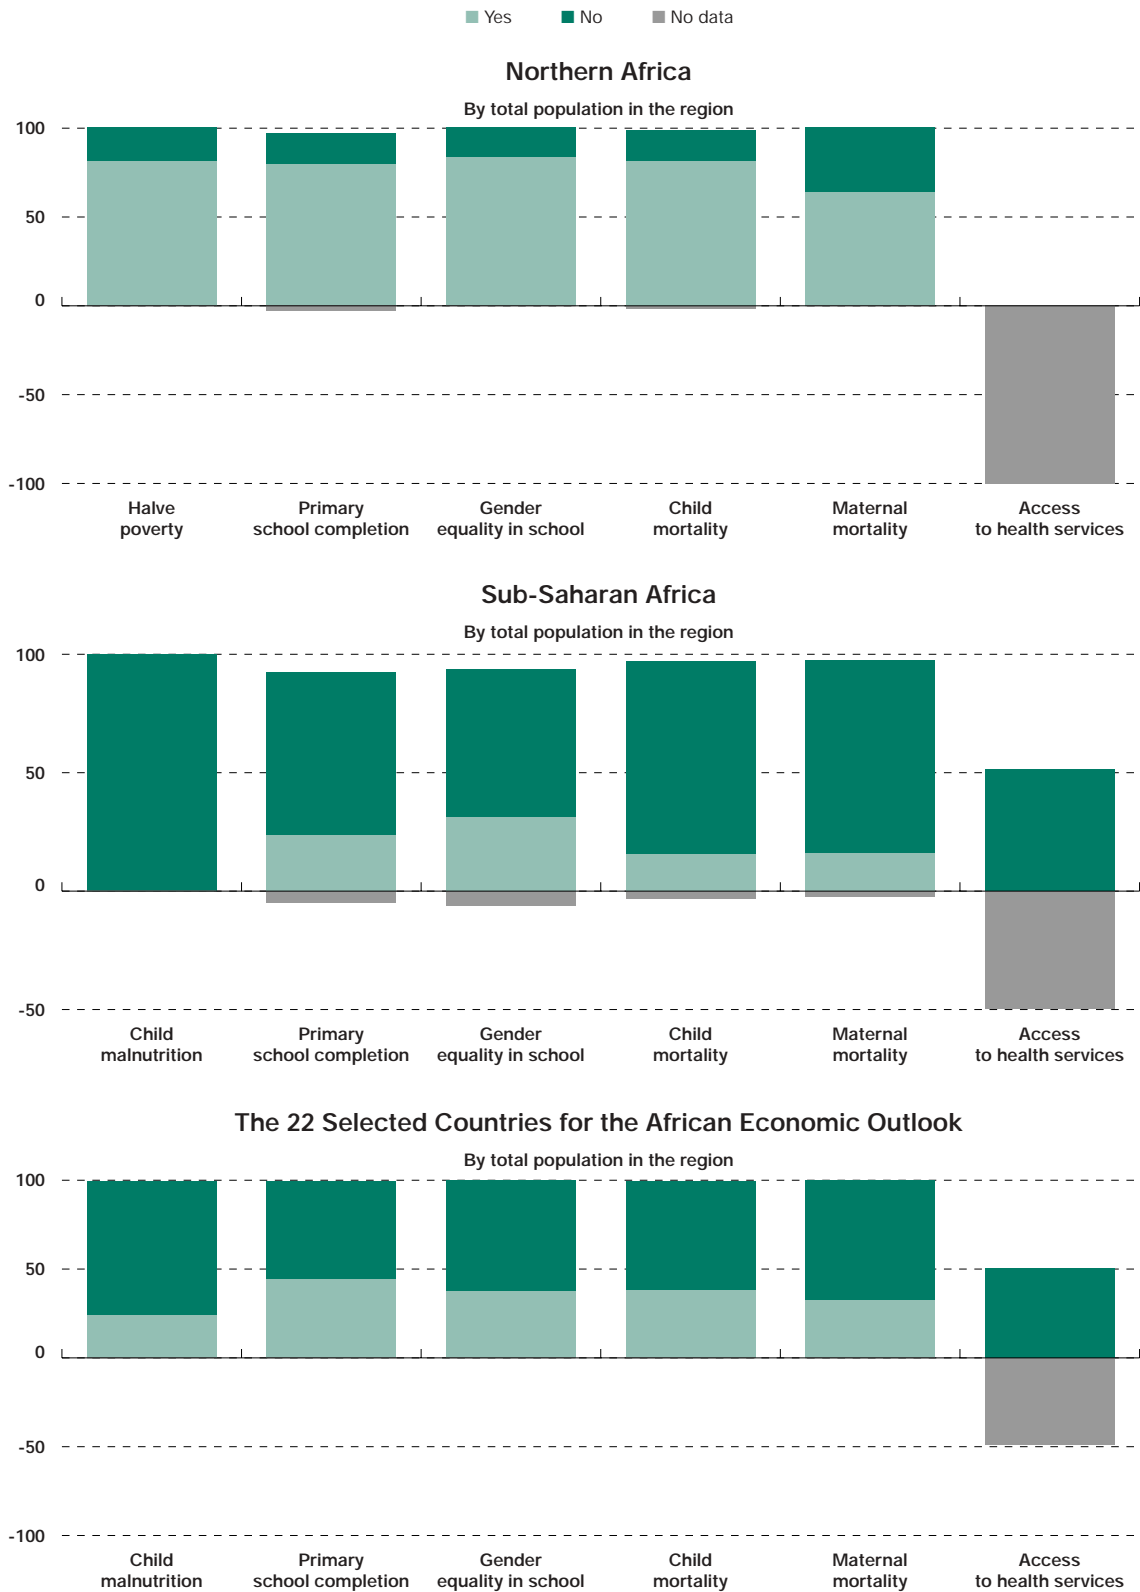 Yes No No data
Northern Africa
By total population in the region
100
50
0
-50
-100
Halve
poverty
Primary
school completion
Gender
equality in school
Child
mortality
Maternal
mortality
Access
to health services
Sub-Saharan Africa
By total population in the region
100
50
0
-50
Child
malnutrition
Primary
school completion
Gender
equality in school
Child
mortality
Maternal
mortality
Access
to health services
The 22 Selected Countries for the African Economic Outlook
By total population in the region
100
50
0
-50
-100
Child
malnutrition
Primary
school completion
Gender
equality in school
Child
mortality
Maternal
mortality
Access
to health services